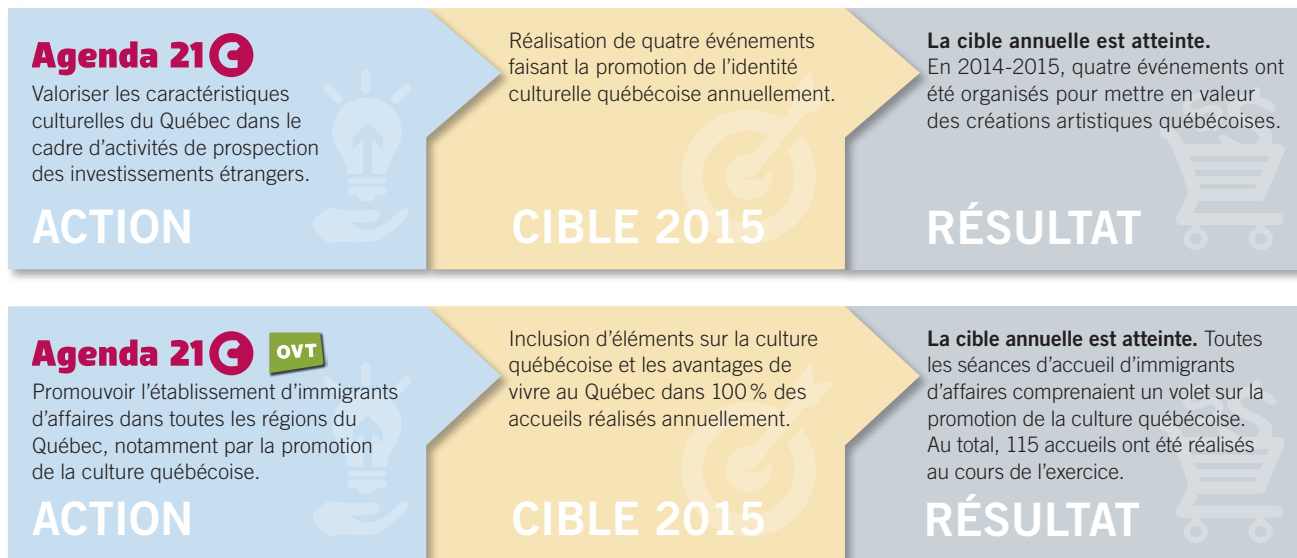 Agenda 21C
Valoriser les caractéristiques
culturelles du Québec dans le
cadre d'activités de prospection
des investissements étrangers.
ACTION
Réalisation de quatre événements
faisant la promotion de l'identité
culturelle québécoise annuellement.
CIBLE 2015
La cible annuelle est atteinte.
En 2014-2015, quatre événements ont
été organisés pour mettre en valeur
des créations artistiques québécoises.
RÉSULTAT
Agenda 21C OVT
Promouvoir l'établissement d'immigrants
d'affaires dans toutes les régions du
Québec, notamment par la promotion
de la culture québécoise.
ACTION
Inclusion d'éléments sur la culture
québécoise et les avantages de
vivre au Québec dans 100 % des
accueils réalisés annuellement.
CIBLE 2015
La cible annuelle est atteinte. Toutes
les séances d'accueil d'immigrants
d'affaires comprenaient un volet sur la
promotion de la culture québécoise.
Au total, 115 accueils ont été réalisés
au cours de l'exercice.
RÉSULTAT